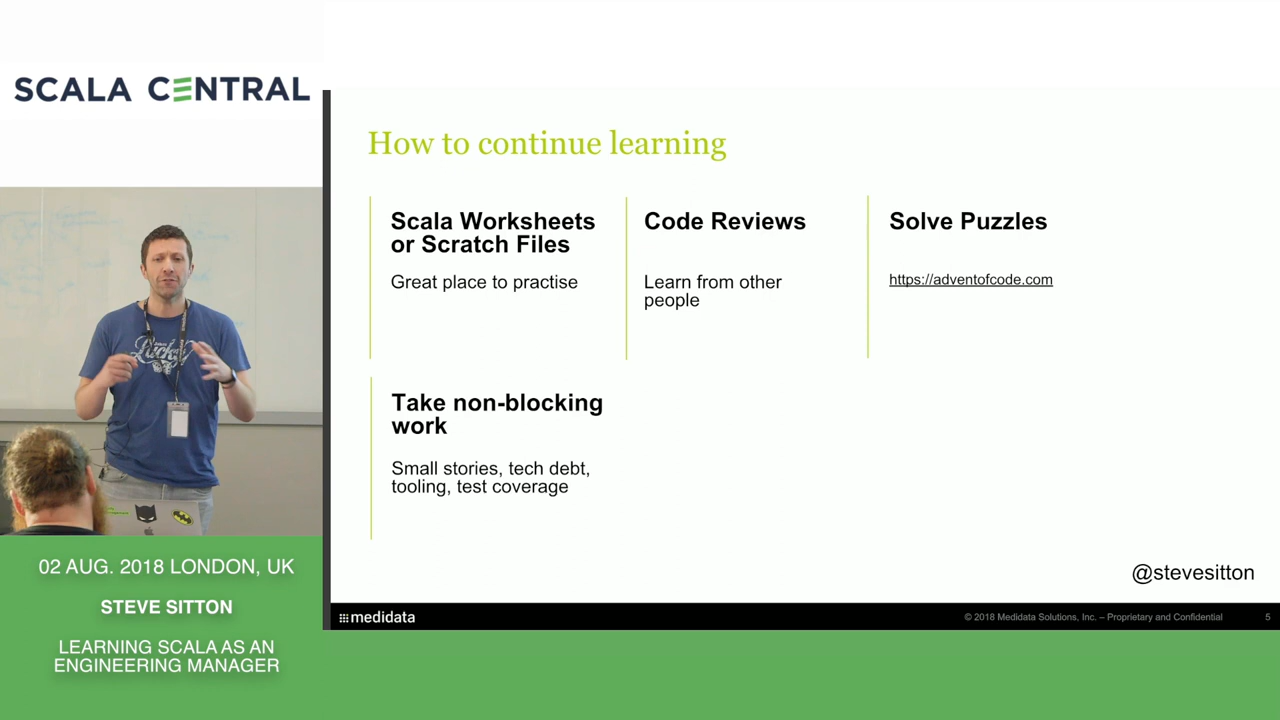 SCALA CENTRAL
How to continue learning
Scala Worksheets
or Scratch Files
Great place to practise
Code Reviews
Learn from other
people
Solve Puzzles
https://adventofcode.com
Take non-blocking
work
Small stories, tech debt,
tooling, test coverage
@stevesitton
medidata
© 2018 Medidata Solutions, Inc. – Proprietary and Confidential
5
02 AUG. 2018 LONDON, UK
STEVE SITTON
LEARNING SCALA AS AN
ENGINEERING MANAGER